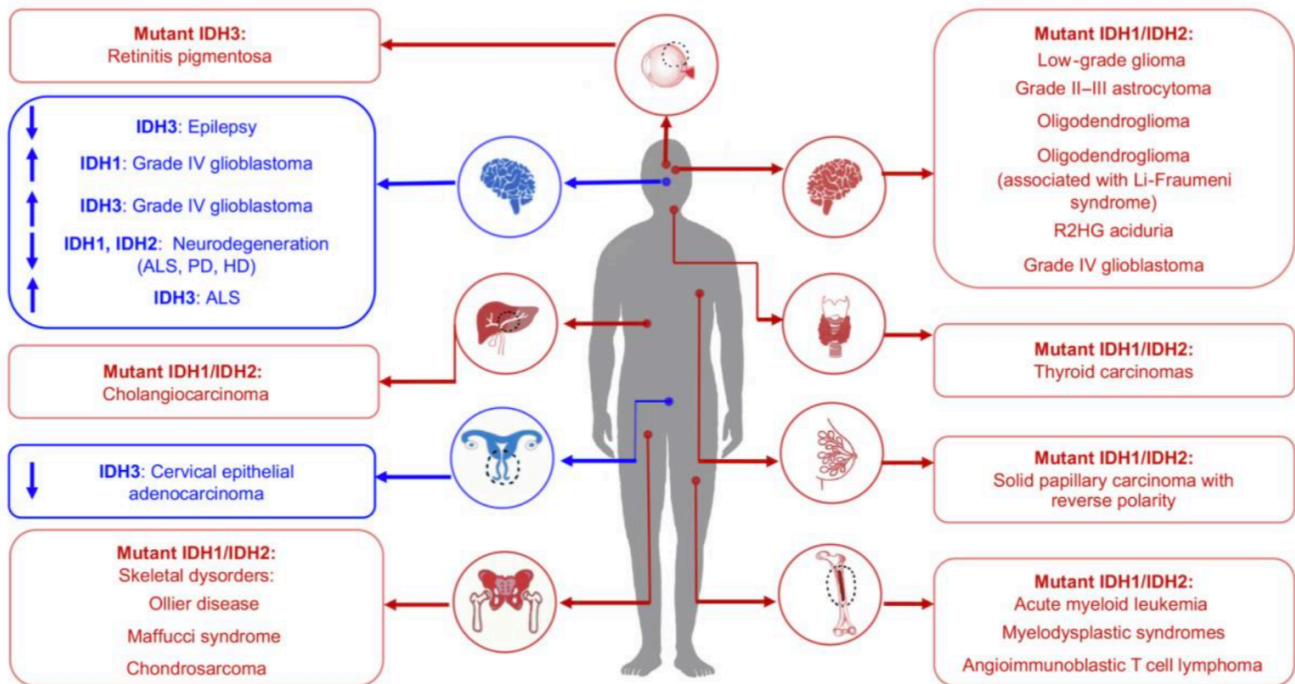 Mutant IDH3:
Retinitis pigmentosa
IDH3: Epilepsy
IDH1: Grade IV glioblastoma
IDH3: Grade IV glioblastoma
IDH1, IDH2: Neurodegeneration
(ALS, PD, HD)
IDH3: ALS
Mutant IDH1/IDH2:
Cholangiocarcinoma
IDH3: Cervical epithelial
adenocarcinoma
Mutant IDH1/IDH2:
Skeletal dysorders:
Ollier disease
Maffucci syndrome
Chondrosarcoma
Mutant IDH1/IDH2:
Low-grade glioma
Grade II–III astrocytoma
Oligodendroglioma
Oligodendroglioma
(associated with Li-Fraumeni
syndrome)
R2HG aciduria
Grade IV glioblastoma
Mutant IDH1/IDH2:
Thyroid carcinomas
Mutant IDH1/IDH2:
Solid papillary carcinoma with
reverse polarity
Mutant IDH1/IDH2:
Acute myeloid leukemia
Myelodysplastic syndromes
Angioimmunoblastic T cell lymphoma